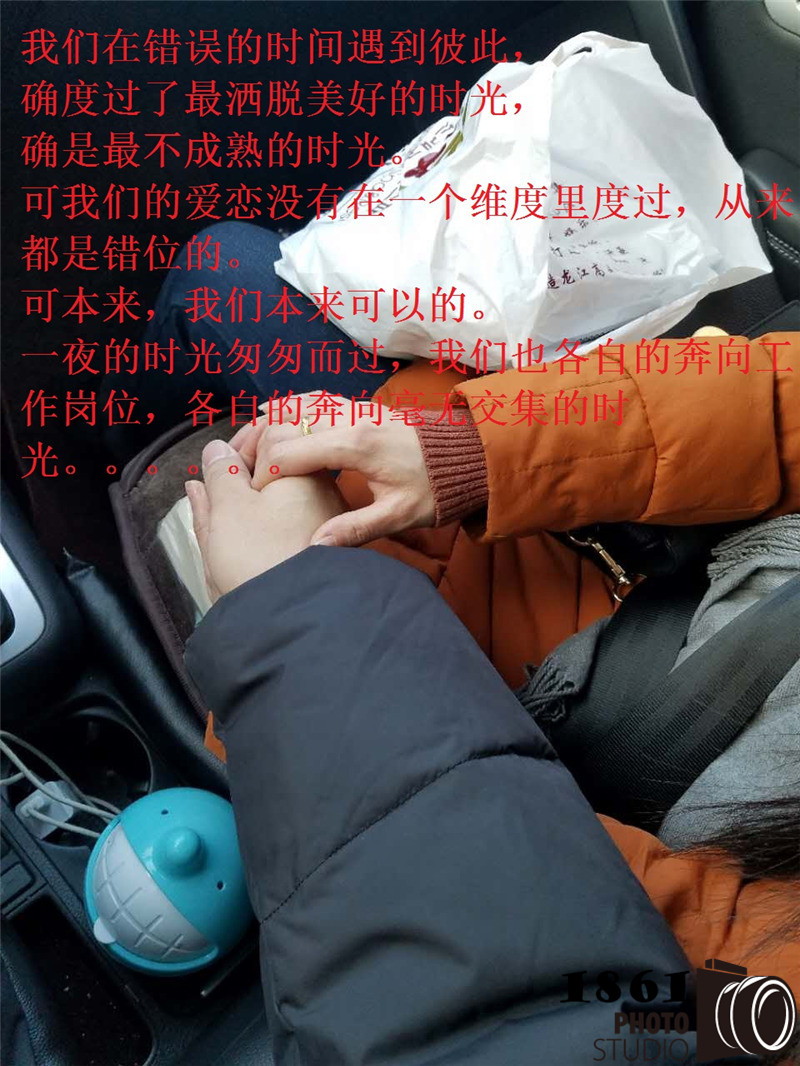 我们在错误的时间遇到彼此，
确度过了最洒脱美好的时光，
确是最不成熟的时光。
可我们的爱恋没有在一个维度里度过，从来
都是错位的。
可本来，我们本来可以的。
一夜的时光匆匆而过，我们也各自的奔向工
作岗位，各自的奔向毫无交集的时
光。。。。。。
龙江高
1861
PHOTO
STUDIO